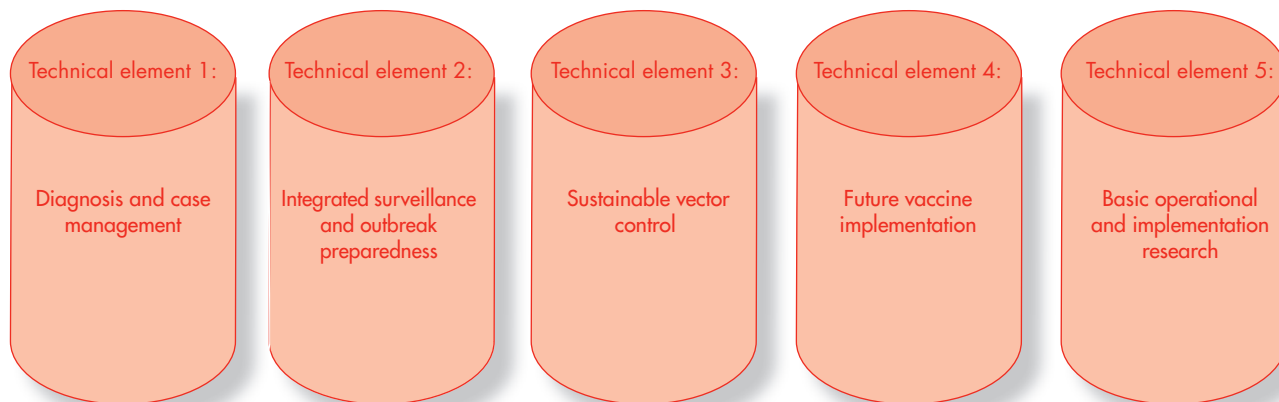 Technical element 1:
Diagnosis and case
management
Technical element 2:
Integrated surveillance
and outbreak
preparedness
Technical element 3:
Sustainable vector
control
Technical element 4:
Future vaccine
implementation
Technical element 5:
Basic operational
and implementation
research